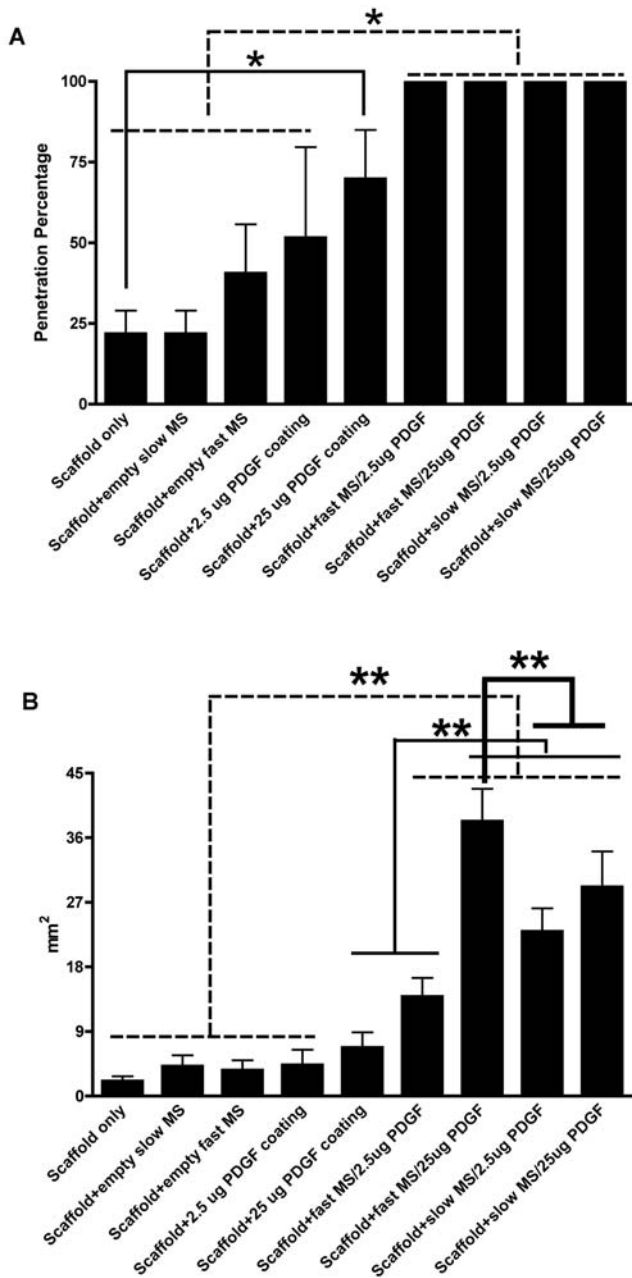 A
*
*
100
75
50
25
0
Penetration Percentage
Scaffold only
Scaffold+empty slow MS
Scaffold+empty fast MS
Scaffold+2.5 ug PDGF coating
Scaffold+25 ug PDGF coating
Scaffold+fast MS/2.5ug PDGF
Scaffold+fast MS/25ug PDGF
Scaffold+slow MS/2.5ug PDGF
Scaffold+slow MS/25ug PDGF
B
**
**
**
45
36
27
18
9
0
mm²
Scaffold only
Scaffold+empty slow MS
Scaffold+empty fast MS
Scaffold+2.5 ug PDGF coating
Scaffold+25 ug PDGF coating
Scaffold+fast MS/2.5ug PDGF
Scaffold+fast MS/25ug PDGF
Scaffold+slow MS/2.5ug PDGF
Scaffold+slow MS/25ug PDGF